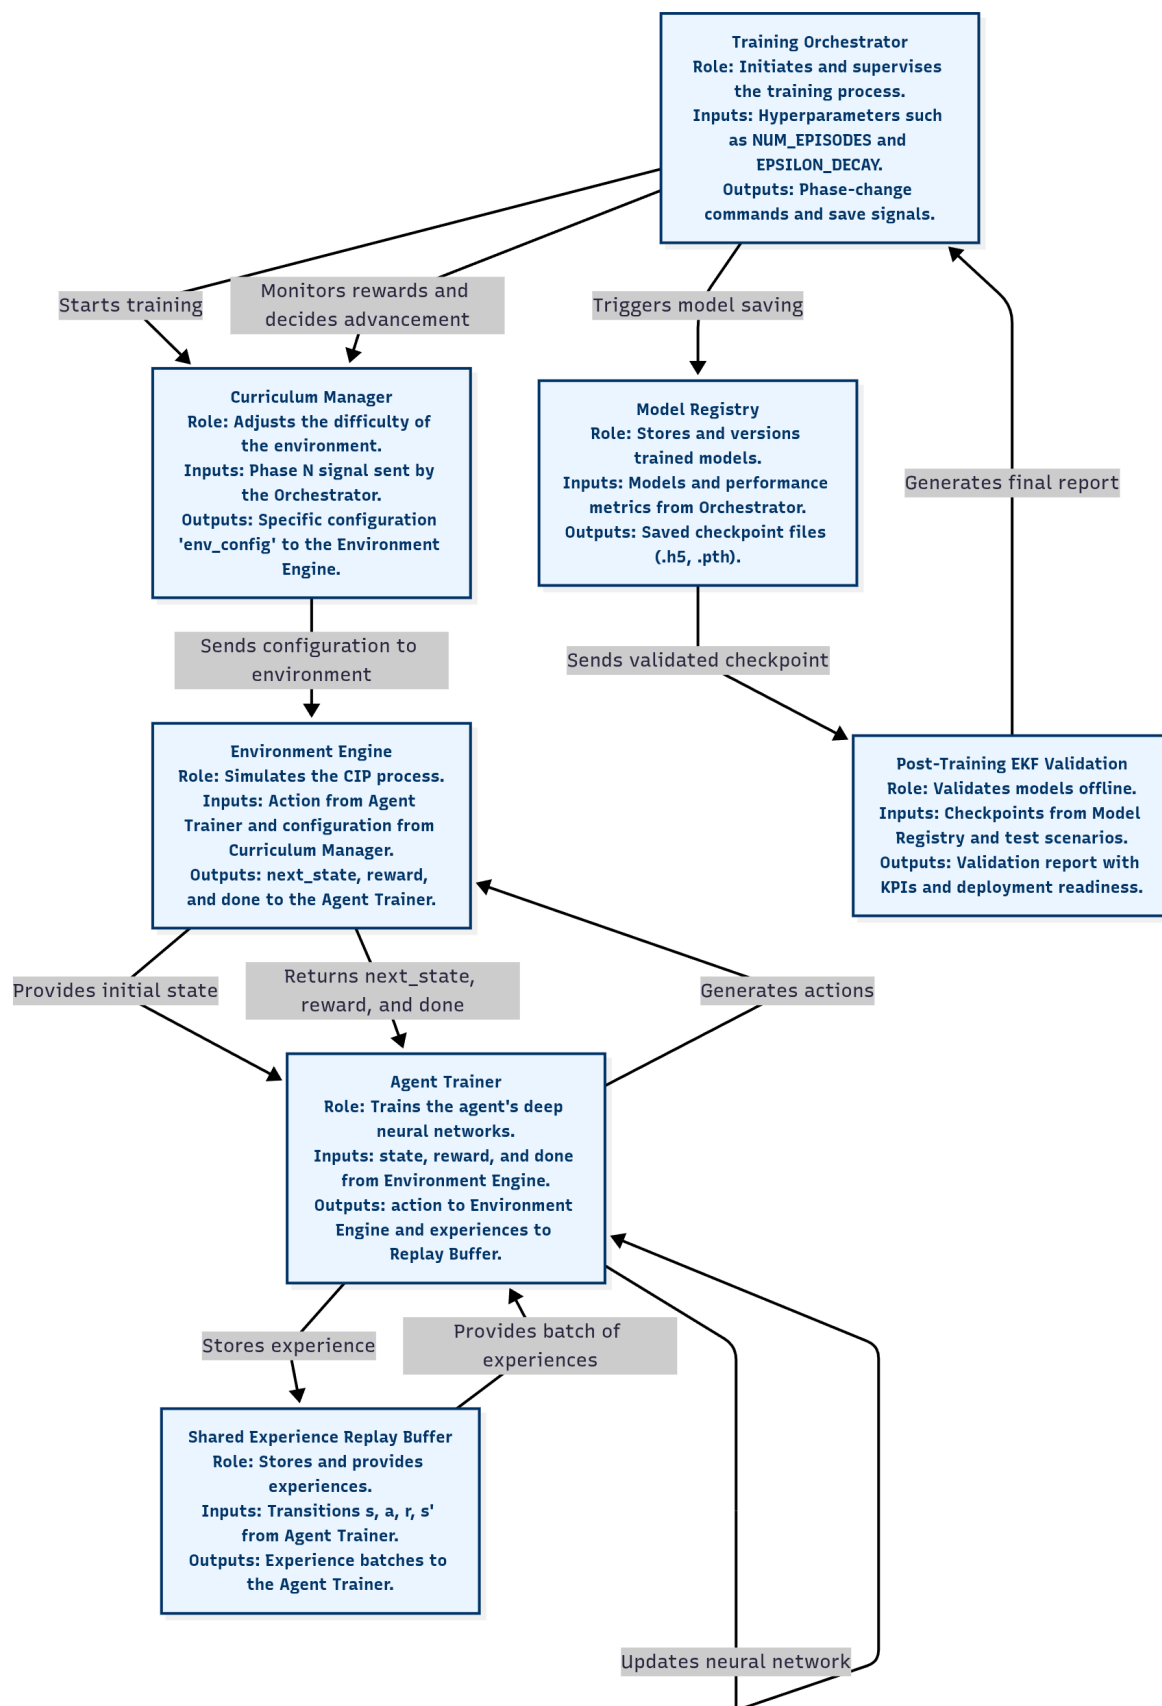 Training Orchestrator
Role: Initiates and supervises
the training process.
Inputs: Hyperparameters such
as NUM_EPISODES and
EPSILON_DECAY.
Outputs: Phase-change
commands and save signals.
Starts training
Monitors rewards and
decides advancement
Triggers model saving
Curriculum Manager
Role: Adjusts the difficulty of
the environment.
Inputs: Phase N signal sent by
the Orchestrator.
Outputs: Specific configuration
'env_config' to the Environment
Engine.
Model Registry
Role: Stores and versions
trained models.
Inputs: Models and performance
metrics from Orchestrator.
Outputs: Saved checkpoint files
(.h5, .pth).
Generates final report
Sends configuration to
environment
Sends validated checkpoint
Environment Engine
Role: Simulates the CIP process.
Inputs: Action from Agent
Trainer and configuration from
Curriculum Manager.
Outputs: next_state, reward,
and done to the Agent Trainer.
Post-Training EKF Validation
Role: Validates models offline.
Inputs: Checkpoints from Model
Registry and test scenarios.
Outputs: Validation report with
KPIs and deployment readiness.
Provides initial state
Returns next_state,
reward, and done
Generates actions
Agent Trainer
Role: Trains the agent's deep
neural networks.
Inputs: state, reward, and done
from Environment Engine.
Outputs: action to Environment
Engine and experiences to
Replay Buffer.
Stores experience
Provides batch of
experiences
Shared Experience Replay Buffer
Role: Stores and provides
experiences.
Inputs: Transitions s, a, r, s'
from Agent Trainer.
Outputs: Experience batches to
the Agent Trainer.
Updates neural network